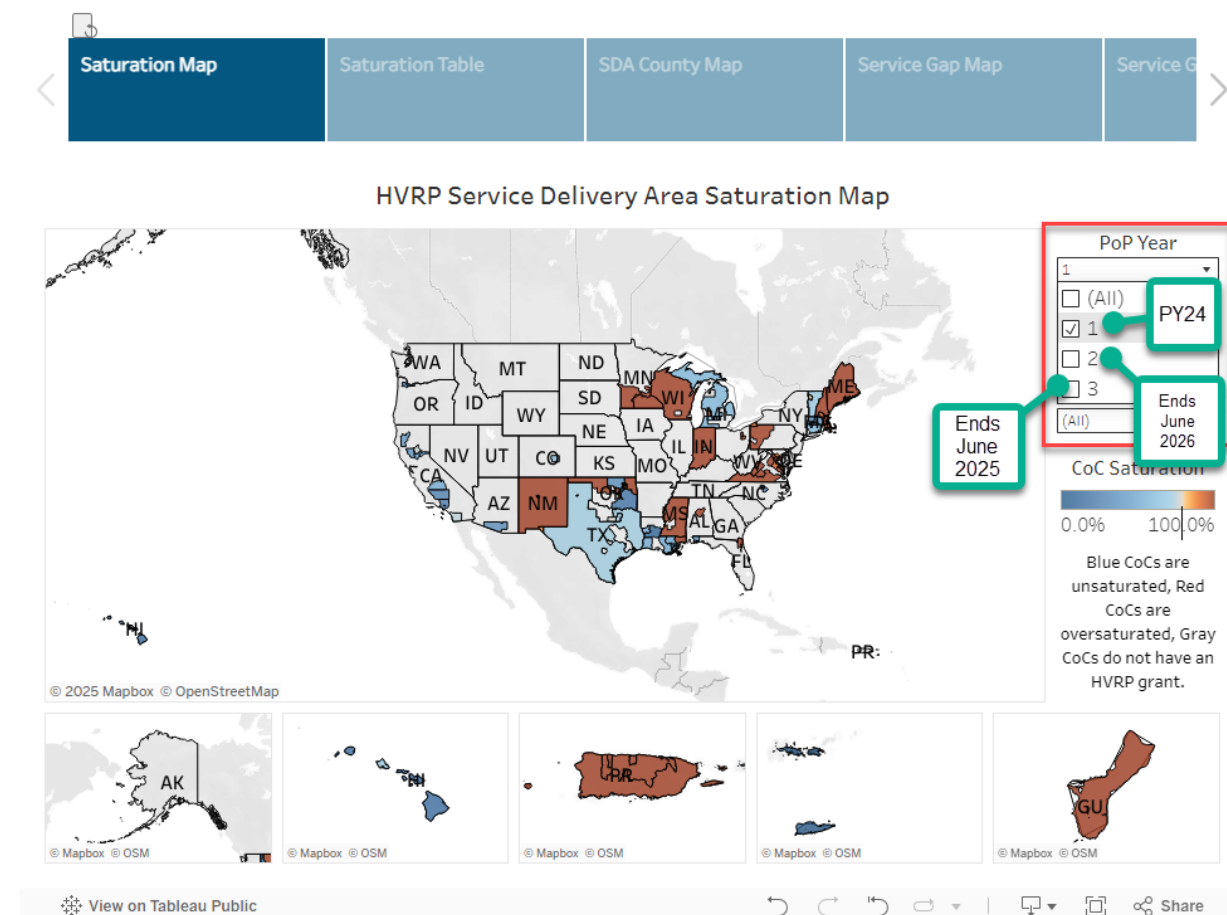 Saturation Map
Saturation Table
SDA County Map
Service Gap Map
Service G
HVRP Service Delivery Area Saturation Map
PoP Year
1
(All)
1
2
3
(All)
PY24
Ends
June
2026
Ends
June
2025
CoC Saturation
0.0%
100.0%
Blue CoCs are
unsaturated, Red
CoCs are
oversaturated, Gray
CoCs do not have an
HVRP grant.
WA
MT
ND
MN
OR
ID
WY
SD
WI
MI
NY
ME
NE
IA
NV
UT
CO
KS
MO
IL
IN
WV
DE
CA
AZ
NM
OK
TN
NC
TX
MS
AL
GA
FL
HI
PR
© 2025 Mapbox © OpenStreetMap
AK
HI
PR
GU
© Mapbox © OSM
© Mapbox © OSM
© Mapbox © OSM
© Mapbox © OSM
© Mapbox © OSM
View on Tableau Public
Share